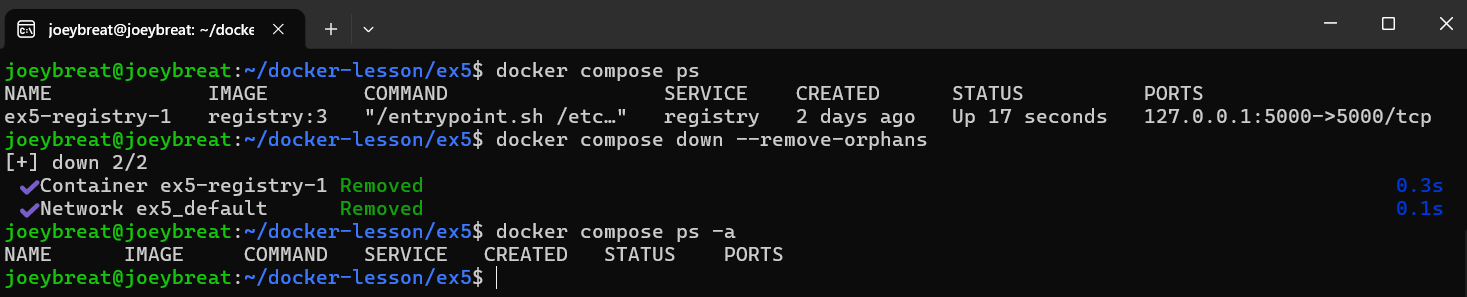 joeybreat@joeybreat: ~/docke
joeybreat@joeybreat:~/docker-lesson/ex5$ docker compose ps
NAME IMAGE COMMAND SERVICE CREATED STATUS PORTS
ex5-registry-1 registry:3 "/entrypoint.sh /etc…" registry 2 days ago Up 17 seconds 127.0.0.1:5000->5000/tcp
joeybreat@joeybreat:~/docker-lesson/ex5$ docker compose down --remove-orphans
[+] down 2/2
✔Container ex5-registry-1 Removed 0.3s
✔Network ex5_default Removed 0.1s
joeybreat@joeybreat:~/docker-lesson/ex5$ docker compose ps -a
NAME IMAGE COMMAND SERVICE CREATED STATUS PORTS
joeybreat@joeybreat:~/docker-lesson/ex5$